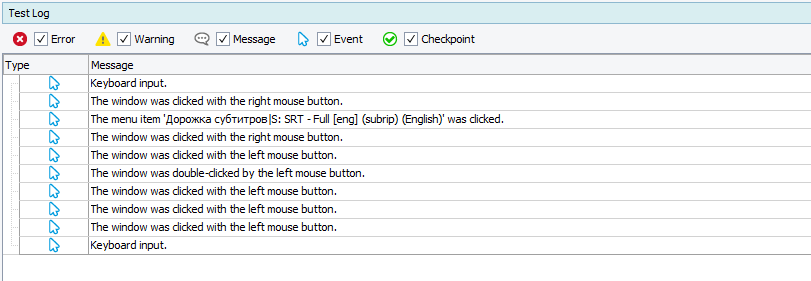 Test Log
Error Warning Message Event Checkpoint
Type Message
Keyboard input.
The window was clicked with the right mouse button.
The menu item 'Дорожка субтитров|S: SRT - Full [eng] (subrip) (English)' was clicked.
The window was clicked with the right mouse button.
The window was clicked with the left mouse button.
The window was double-clicked by the left mouse button.
The window was clicked with the left mouse button.
The window was clicked with the left mouse button.
The window was clicked with the left mouse button.
Keyboard input.